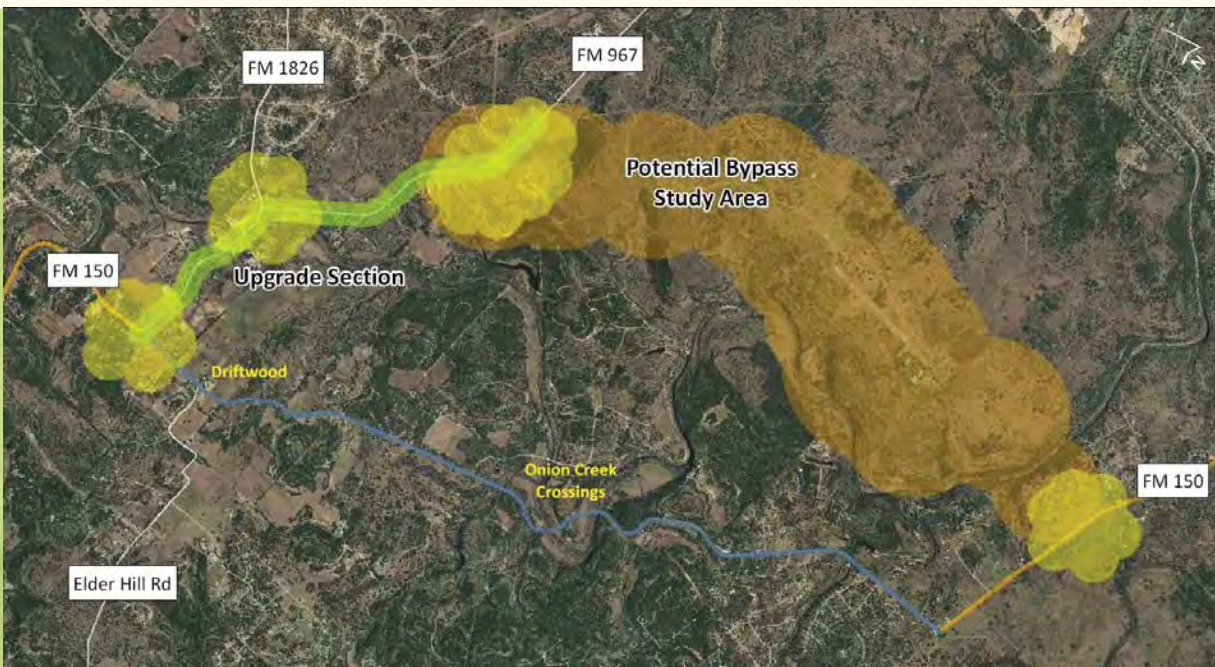 FM 967
FM 1826
Potential Bypass
Study Area
FM 150
Upgrade Section
Driftwood
Onion Creek
Crossings
FM 150
Elder Hill Rd
N